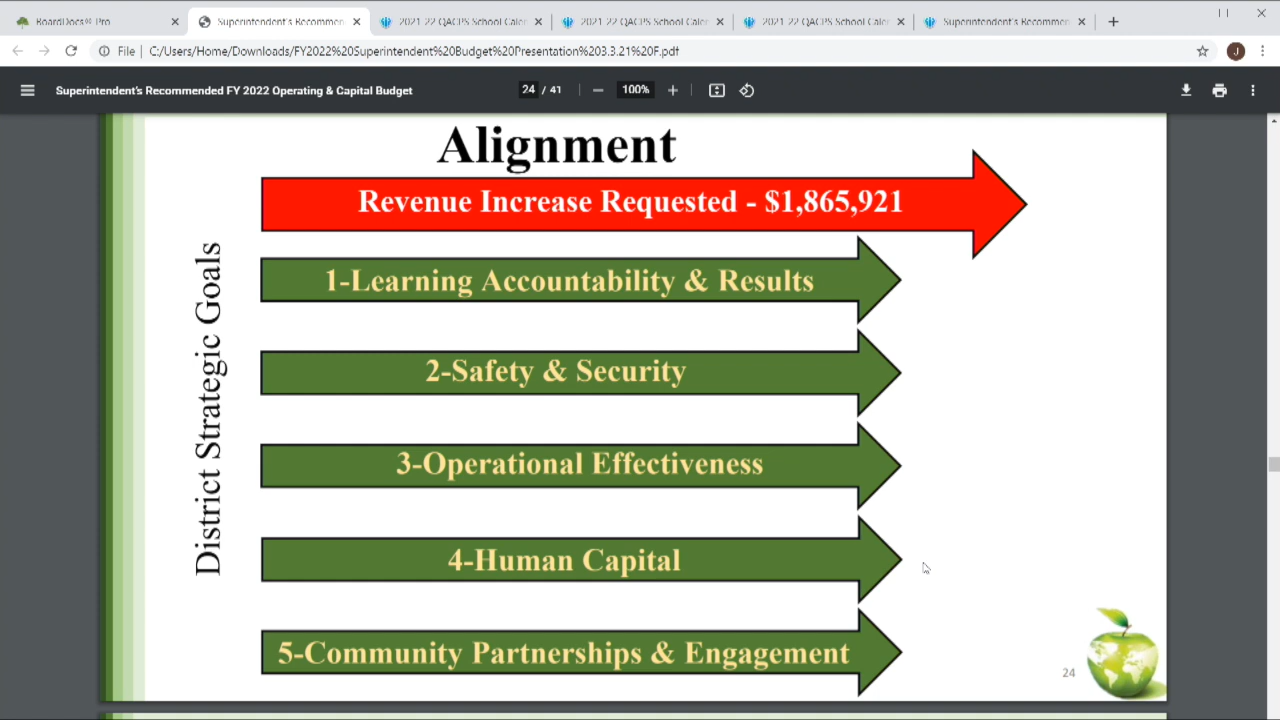 BoardDocs® Pro
Superintendent's Recommen
2021 22 QACPS School Caler
2021 22 QACPS School Caler
2021 22 QACPS School Caler
Superintendent's Recommen
File | C:/Users/Home/Downloads/FY2022%20Superintendent%20Budget%20Presentation%203.3.21%20F.pdf
J
Superintendent's Recommended FY 2022 Operating & Capital Budget
24 / 41
100%
Alignment
Revenue Increase Requested - $1,865,921
District Strategic Goals
1-Learning Accountability & Results
2-Safety & Security
3-Operational Effectiveness
4-Human Capital
5-Community Partnerships & Engagement
24